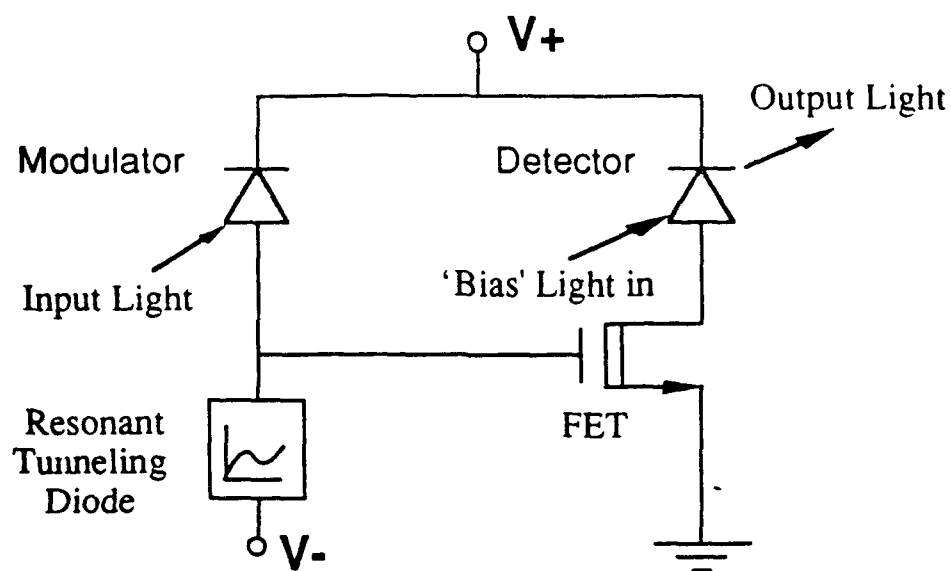 V+
Output Light
Modulator
Detector
Input Light
‘Bias' Light in
Resonant
Tunneling
Diode
FET
V-